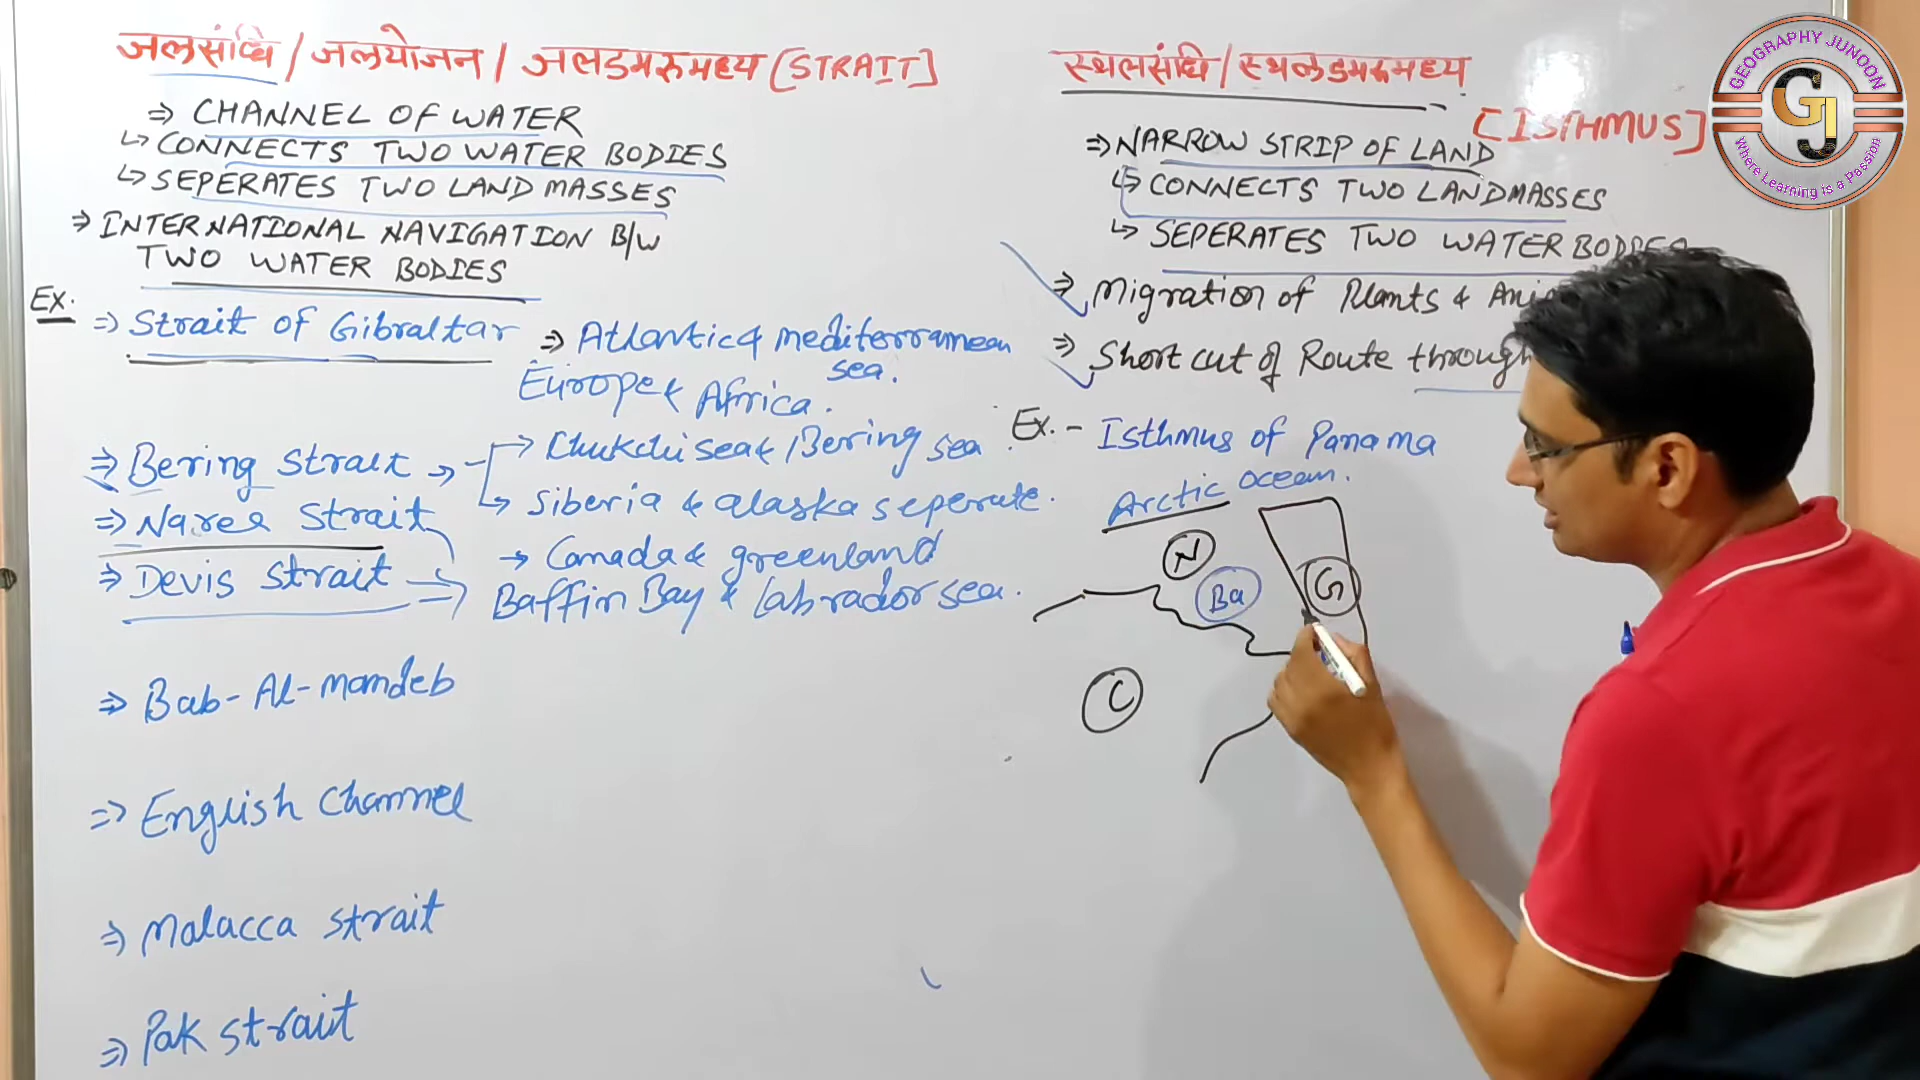 जलसंधि / जलयोजन / जलडमरुमध्य [STRAIT]
⇒ CHANNEL OF WATER
↳ CONNECTS TWO WATER BODIES
↳ SEPERATES TWO LAND MASSES
⇒ INTERNATIONAL NAVIGATION B/W
TWO WATER BODIES
Ex.
⇒ Strait of Gibraltar
⇒ Atlantic & mediterranean
sea.
Europe & Africa.
⇒ Bering Strait
→ Chukchi sea & Bering sea
↳ Siberia & alaska seperate.
⇒ Nares Strait
⇒ Devis Strait
→ Canada & greenland
Baffin Bay & Labrador sea.
⇒ Bab-Al-mandeb
⇒ English Channel
⇒ Malacca strait
⇒ Pak strait
स्थलसंधि / स्थलडमरुमध्य
[ISTHMUS]
⇒ NARROW STRIP OF LAND
↳ CONNECTS TWO LANDMASSES
↳ SEPERATES TWO WATER BODIES
⇒ Migration of Plants &
⇒ Short cut of Route through
Ex. - Isthmus of Panama
Arctic ocean.
N
Ba
G
C
GEOGRAPHY JUNOON
GJ
Where Learning is a Passion